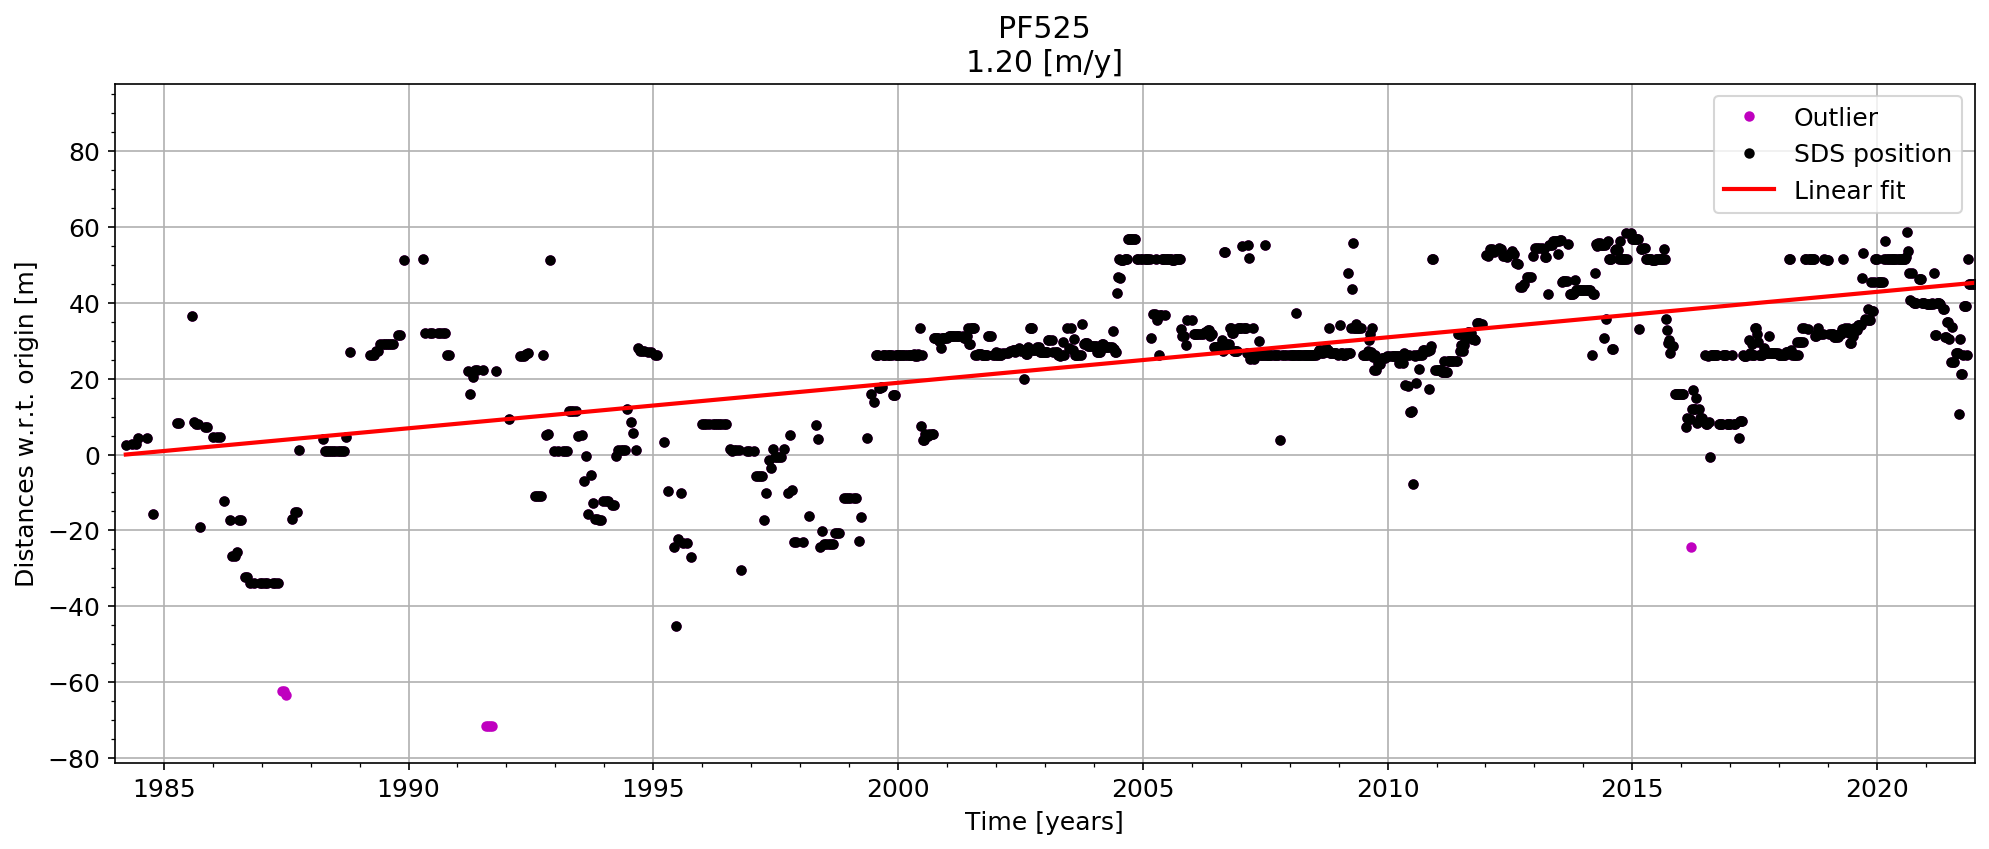 PF525
1.20 [m/y]
Outlier
SDS position
Linear fit
Distances w.r.t. origin [m]
80
60
40
20
0
−20
−40
−60
−80
1985
1990
1995
2000
2005
2010
2015
2020
Time [years]